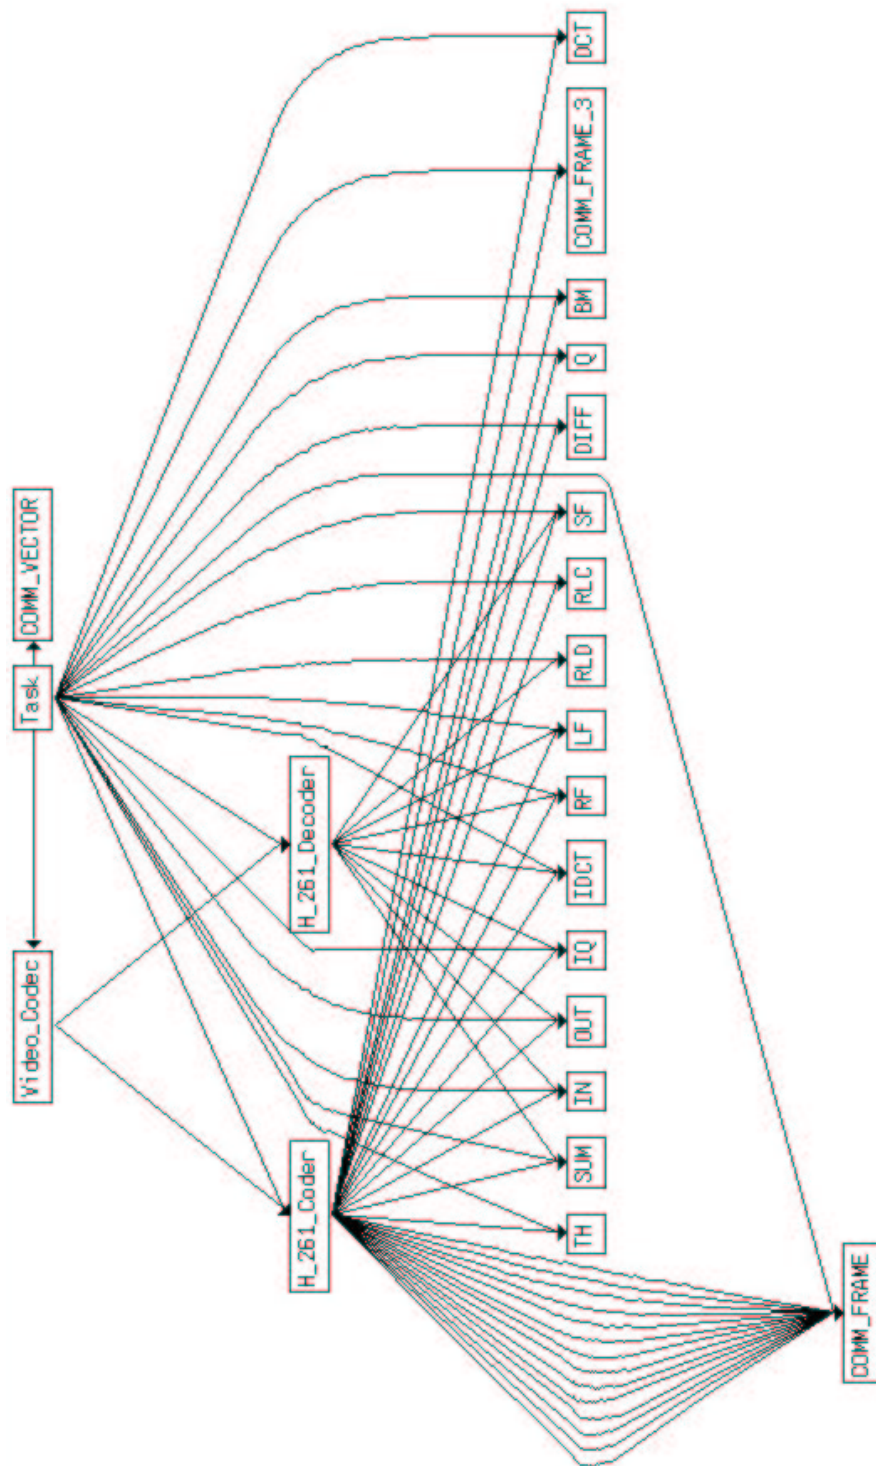 Video_Codec
Task
COMM_VECTOR
H_261_Coder
H_261_Decoder
TH
SUM
IN
OUT
IQ
IDCT
RF
LF
RLD
RLC
SF
DIFF
Q
BM
COMM_FRAME_3
DCT
COMM_FRAME